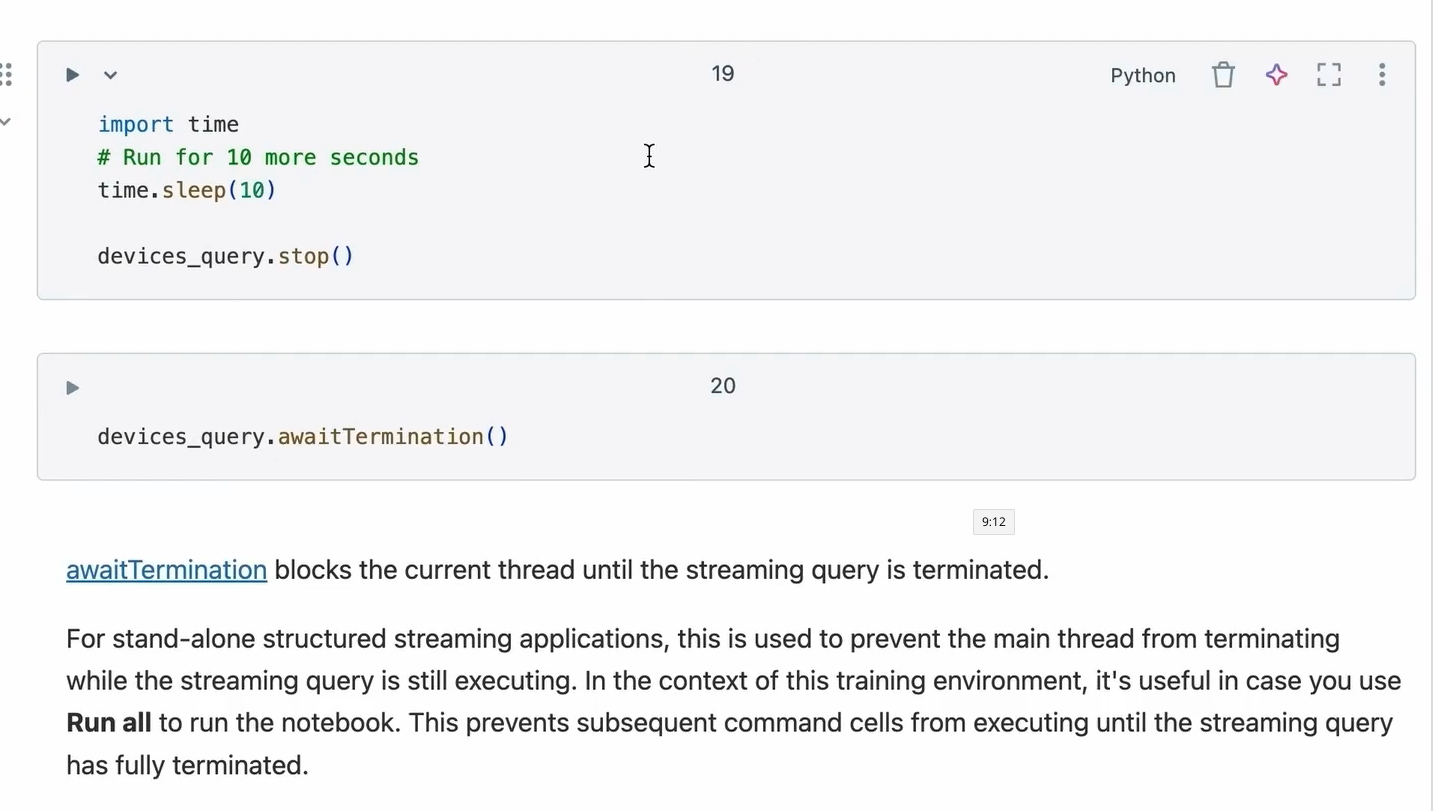 19
Python
import time
# Run for 10 more seconds
time.sleep(10)
devices_query.stop()
20
devices_query.awaitTermination()
9:12
awaitTermination blocks the current thread until the streaming query is terminated.
For stand-alone structured streaming applications, this is used to prevent the main thread from terminating
while the streaming query is still executing. In the context of this training environment, it's useful in case you use
Run all to run the notebook. This prevents subsequent command cells from executing until the streaming query
has fully terminated.